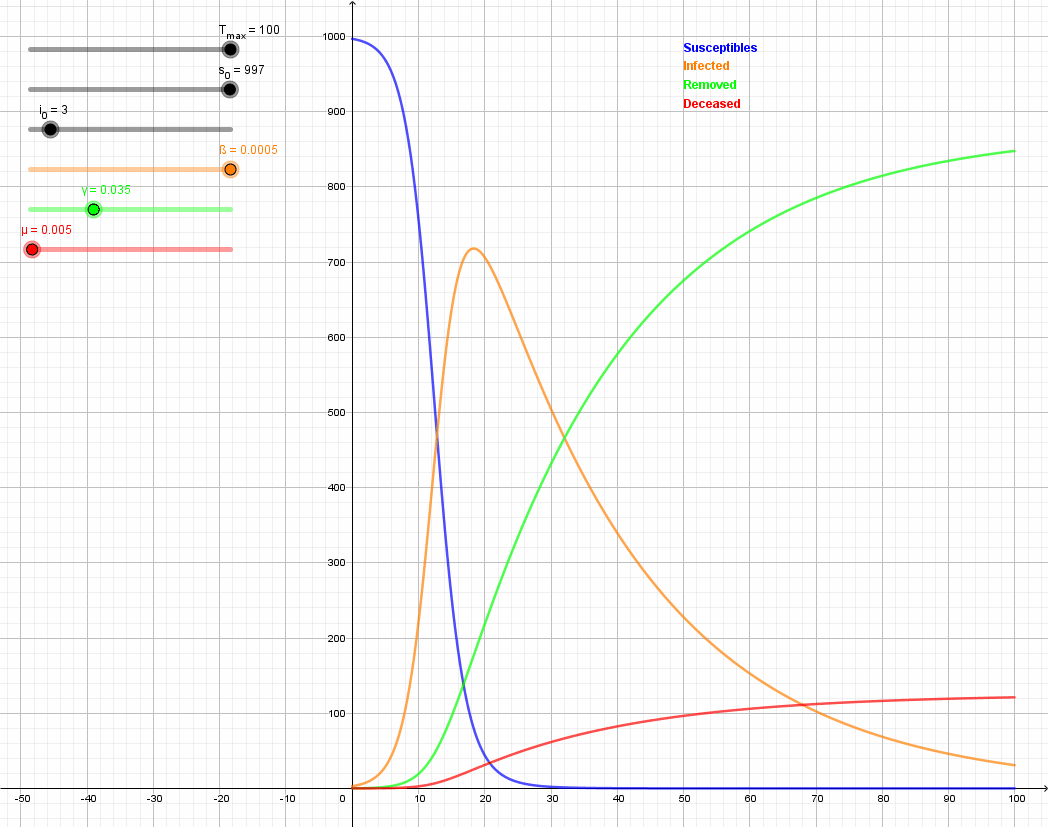 T_max = 100
s_0 = 997
i_0 = 3
ß = 0.0005
γ = 0.035
μ = 0.005
Susceptibles
Infected
Removed
Deceased
1000
900
800
700
600
500
400
300
200
100
-50 -40 -30 -20 -10 0 10 20 30 40 50 60 70 80 90 100